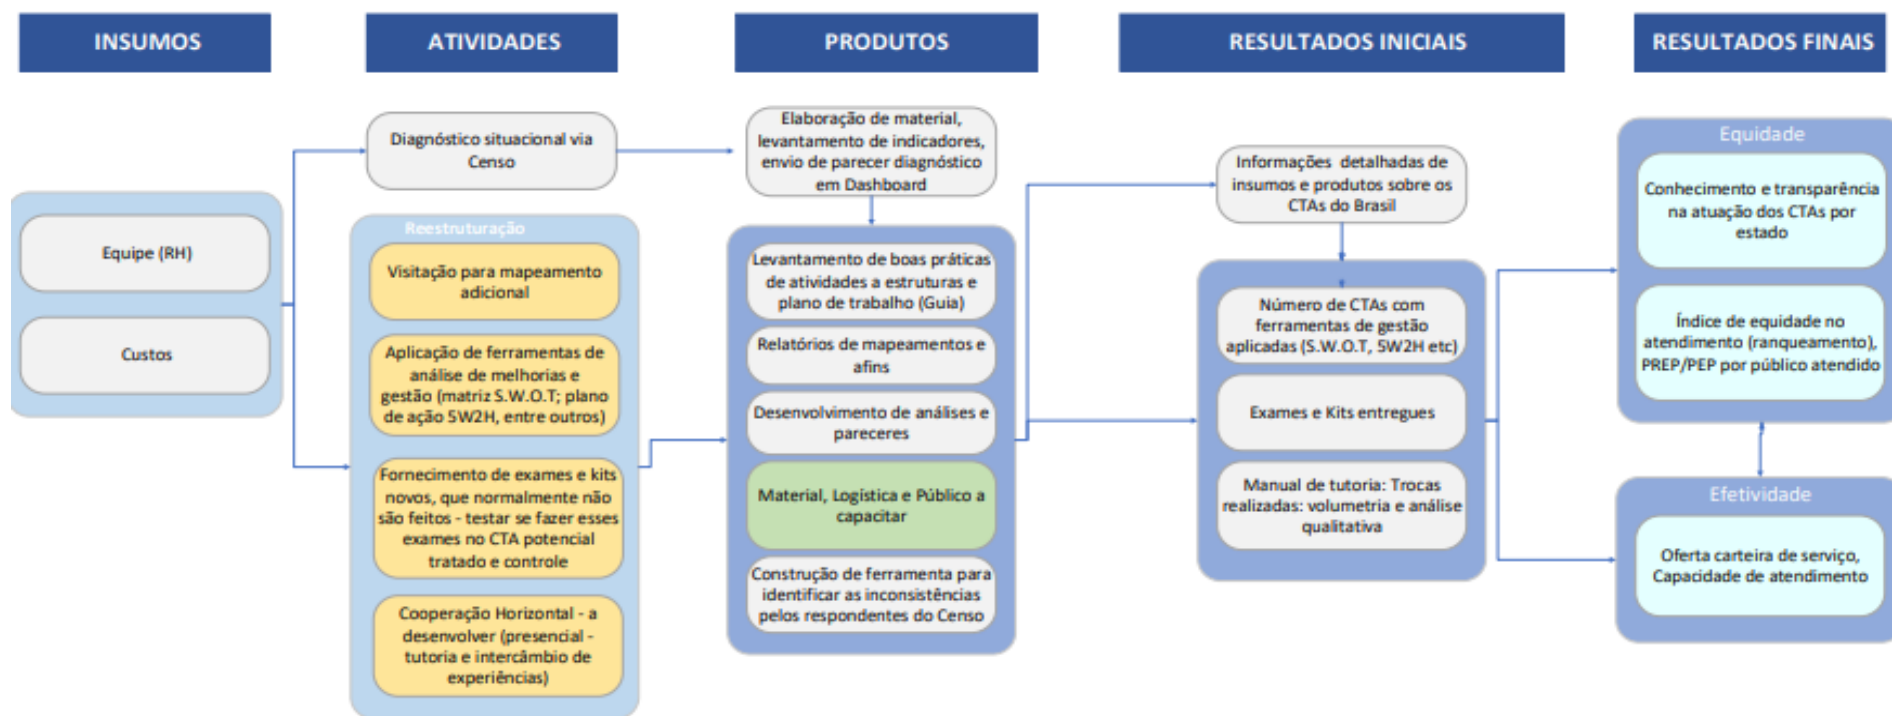 INSUMOS
ATIVIDADES
PRODUTOS
RESULTADOS INICIAIS
RESULTADOS FINAIS
Equipe (RH)
Custos
Diagnóstico situacional via
Censo
Reestruturação
Visitação para mapeamento
adicional
Aplicação de ferramentas de
análise de melhorias e
gestão (matriz S.W.O.T; plano
de ação 5W2H, entre outros)
Fornecimento de exames e kits
novos, que normalmente não
são feitos - testar se fazer esses
exames no CTA potencial
tratado e controle
Cooperação Horizontal - a
desenvolver (presencial -
tutoria e intercâmbio de
experiências)
Elaboração de material,
levantamento de indicadores,
envio de parecer diagnóstico
em Dashboard
Levantamento de boas práticas
de atividades a estruturas e
plano de trabalho (Guia)
Relatórios de mapeamentos e
afins
Desenvolvimento de análises e
pareceres
Material, Logística e Público a
capacitar
Construção de ferramenta para
identificar as inconsistências
pelos respondentes do Censo
Informações detalhadas de
insumos e produtos sobre os
CTAs do Brasil
Número de CTAs com
ferramentas de gestão
aplicadas (S.W.O.T, 5W2H etc)
Exames e Kits entregues
Manual de tutoria: Trocas
realizadas: volumetria e análise
qualitativa
Equidade
Conhecimento e transparência
na atuação dos CTAs por
estado
Índice de equidade no
atendimento (ranqueamento),
PREP/PEP por público atendido
Efetividade
Oferta carteira de serviço,
Capacidade de atendimento